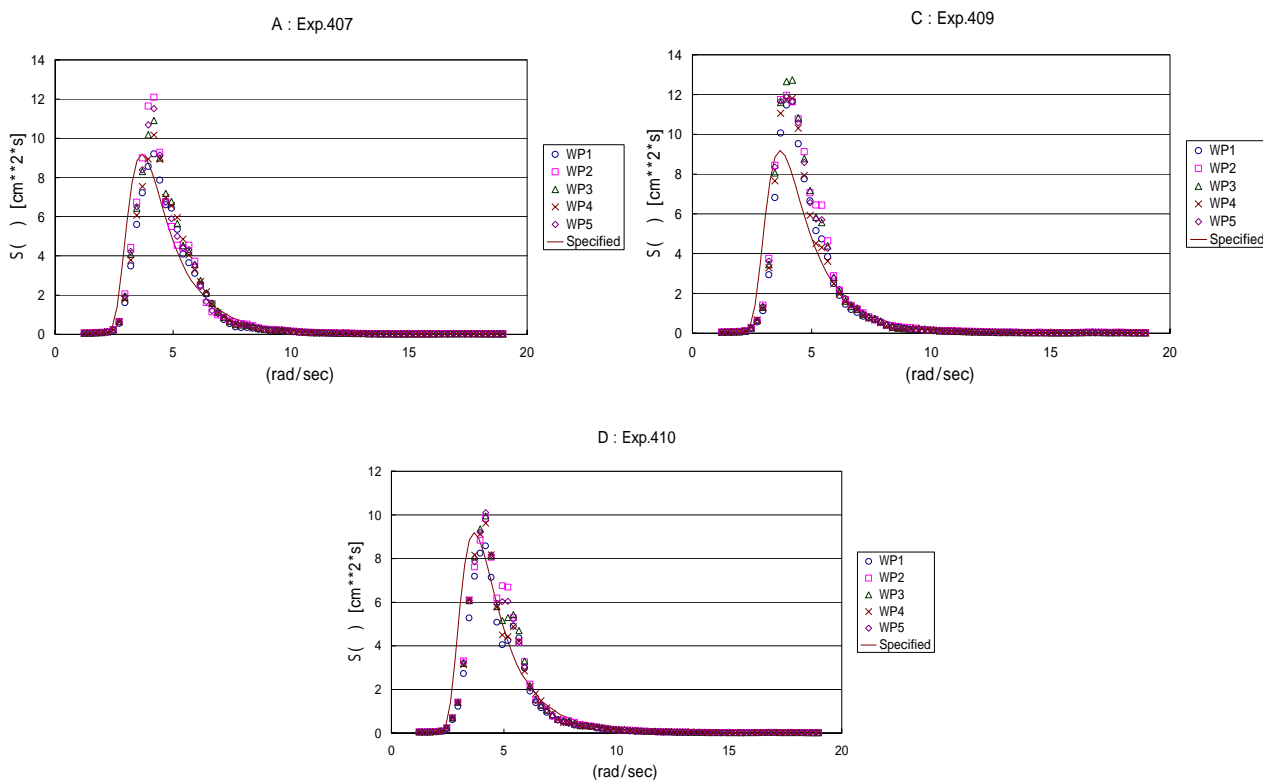 A : Exp.407
S( ) [cm**2*s]
14
12
10
8
6
4
2
0
0 5 10 15 20
(rad/sec)
WP1
WP2
WP3
WP4
WP5
Specified
C : Exp.409
S( ) [cm**2*s]
14
12
10
8
6
4
2
0
0 5 10 15 20
(rad/sec)
WP1
WP2
WP3
WP4
WP5
Specified
D : Exp.410
S( ) [cm**2*s]
12
10
8
6
4
2
0
0 5 10 15 20
(rad/sec)
WP1
WP2
WP3
WP4
WP5
Specified